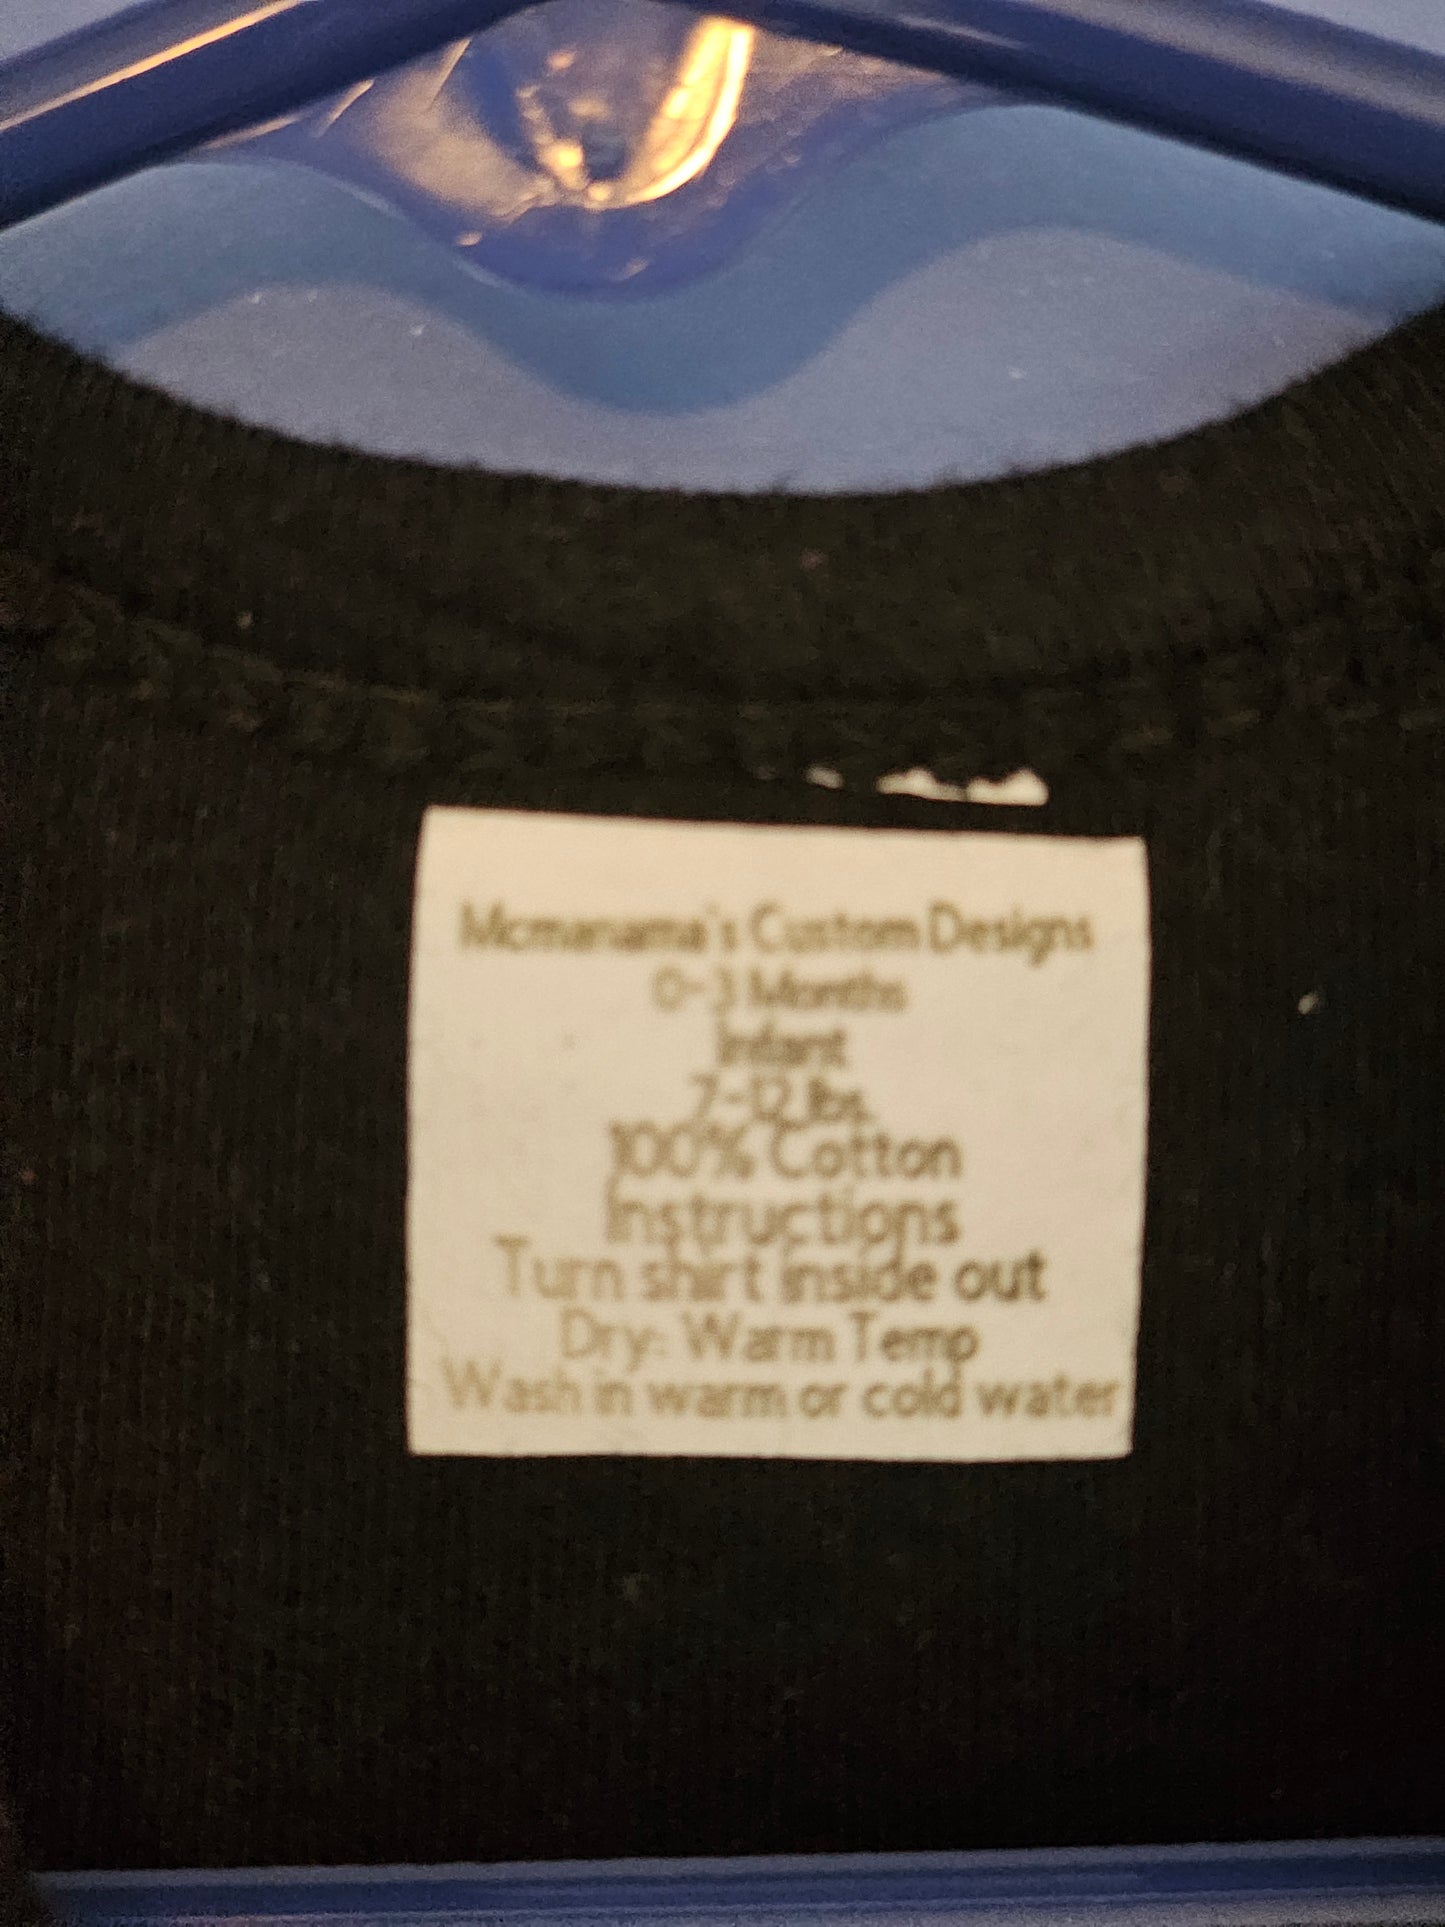 Mcmanama's Custom Designs
0-3 Months
Infant
7-12 lbs.
100% Cotton
Instructions
Turn shirt inside out
Dry: Warm Temp
Wash in warm or cold water